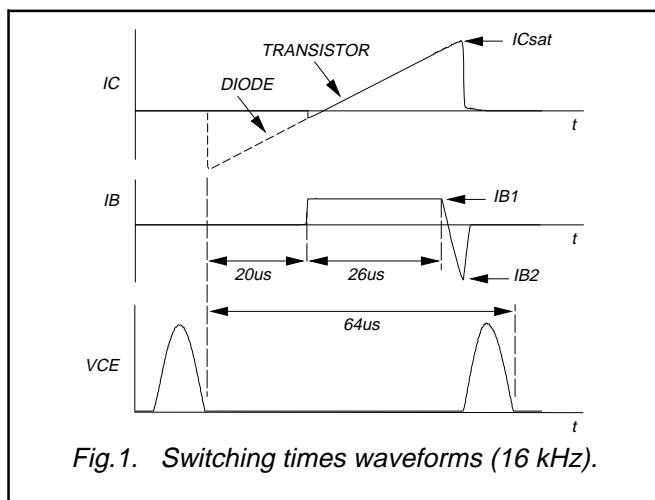 ICsat
TRANSISTOR
DIODE
IC
t
IB
IB1
t
20us
26us
IB2
64us
VCE
t
Fig.1. Switching times waveforms (16 kHz).